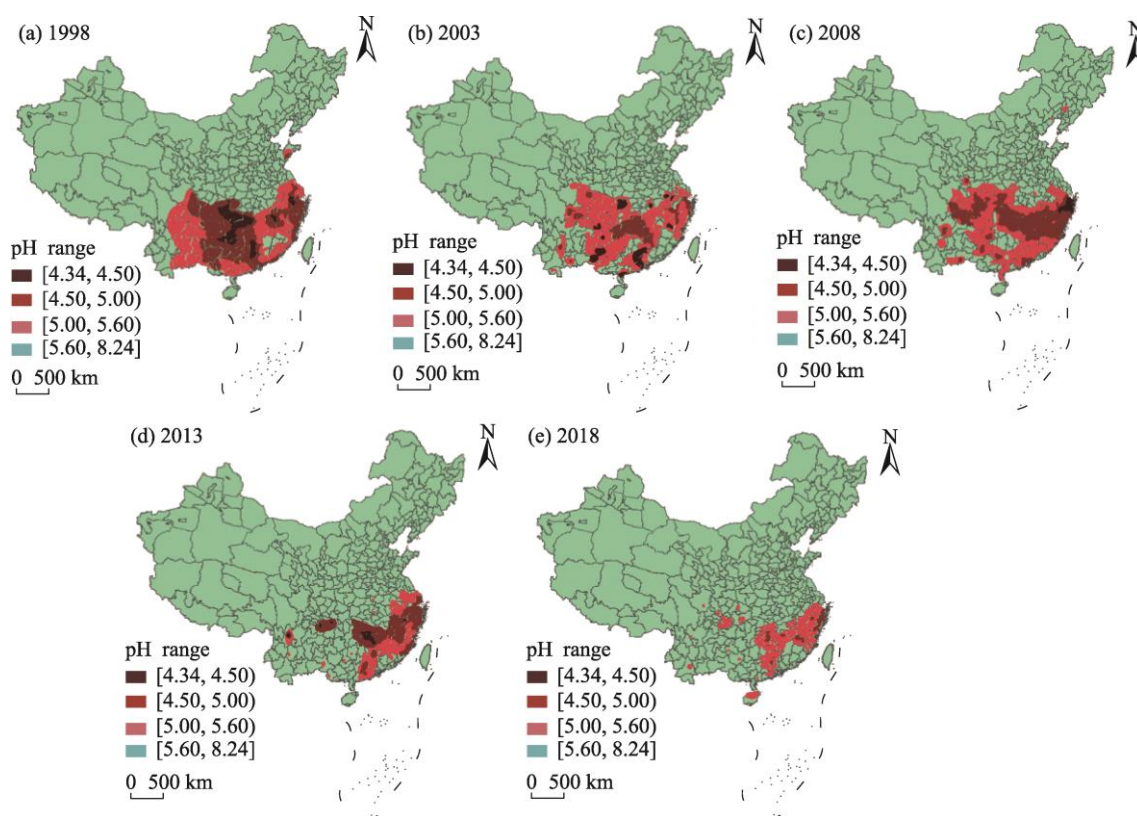 (a) 1998
N
pH range
[4.34, 4.50)
[4.50, 5.00)
[5.00, 5.60)
[5.60, 8.24]
0 500 km
(b) 2003
N
pH range
[4.34, 4.50)
[4.50, 5.00)
[5.00, 5.60)
[5.60, 8.24]
0 500 km
(c) 2008
N
pH range
[4.34, 4.50)
[4.50, 5.00)
[5.00, 5.60)
[5.60, 8.24]
0 500 km
(d) 2013
N
pH range
[4.34, 4.50)
[4.50, 5.00)
[5.00, 5.60)
[5.60, 8.24]
0 500 km
(e) 2018
N
pH range
[4.34, 4.50)
[4.50, 5.00)
[5.00, 5.60)
[5.60, 8.24]
0 500 km